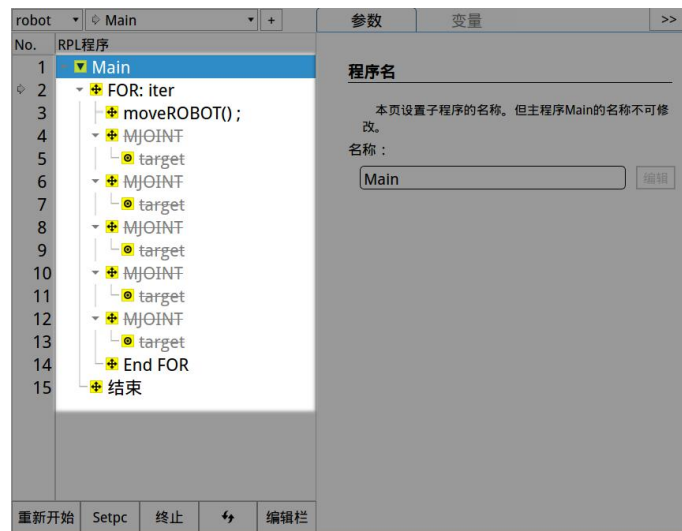 robot Main + 参数 变量 >>
No. RPL程序
1 Main
2 FOR: iter
3 moveROBOT() ;
4 MJOINT
5 target
6 MJOINT
7 target
8 MJOINT
9 target
10 MJOINT
11 target
12 MJOINT
13 target
14 End FOR
15 结束
程序名
本页设置子程序的名称。但主程序Main的名称不可修
改。
名称：
Main 编辑
重新开始 Setpc 终止 编辑栏